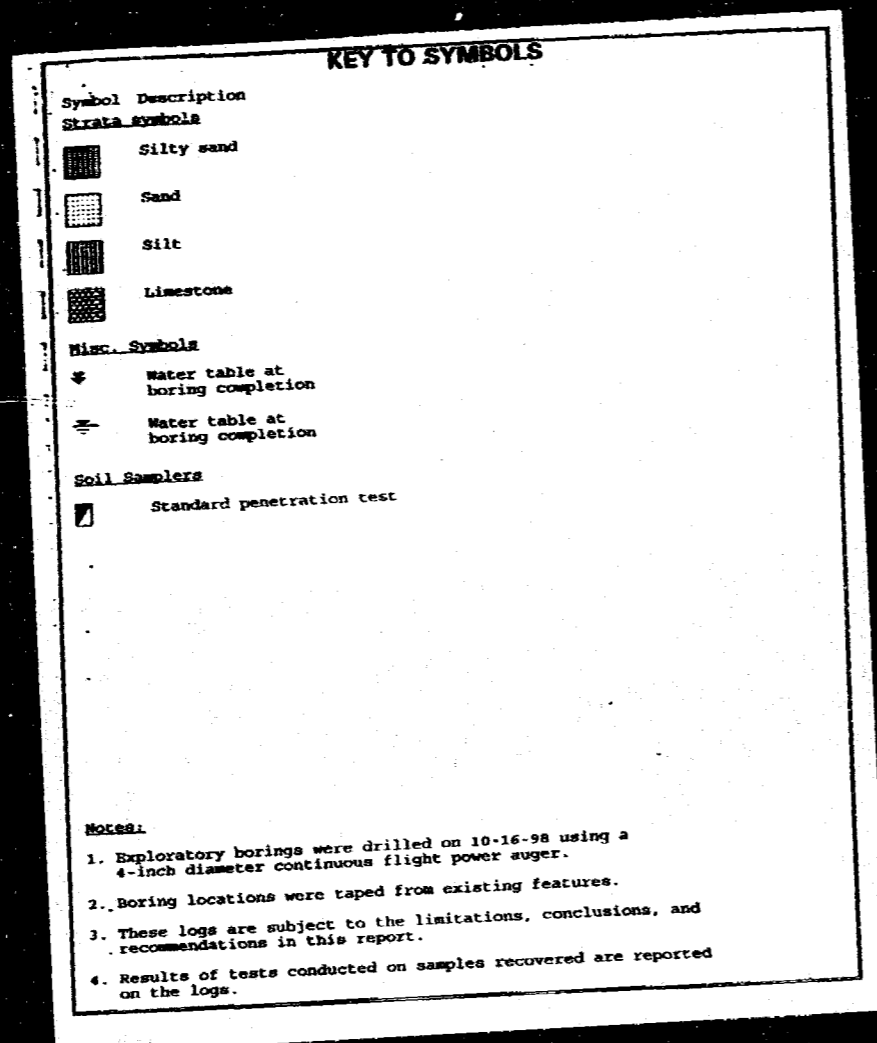 KEY TO SYMBOLS
Symbol Description
Strata symbols
Silty sand
Sand
Silt
Limestone
Misc. Symbols
Water table at
boring completion
Water table at
boring completion
Soil Samplers
Standard penetration test
Notes:
1. Exploratory borings were drilled on 10-16-98 using a
4-inch diameter continuous flight power auger.
2. Boring locations were taped from existing features.
3. These logs are subject to the limitations, conclusions, and
recommendations in this report.
4. Results of tests conducted on samples recovered are reported
on the logs.